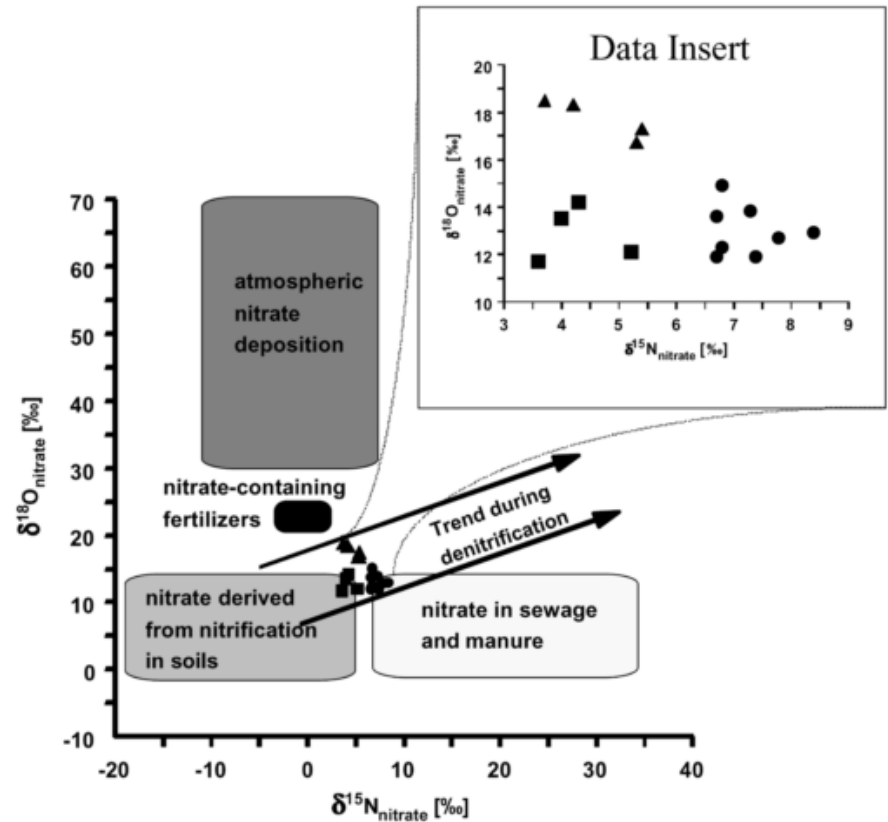 Data Insert
20
18
16
14
12
10
δ18Onitrate [‰]
3
4
5
6
7
8
9
δ15Nnitrate [‰]
70
60
50
40
30
20
10
0
-10
δ18Onitrate [‰]
atmospheric
nitrate
deposition
nitrate-containing
fertilizers
Trend during
denitrification
nitrate derived
from nitrification
in soils
nitrate in sewage
and manure
-20
-10
0
10
20
30
40
δ15Nnitrate [‰]